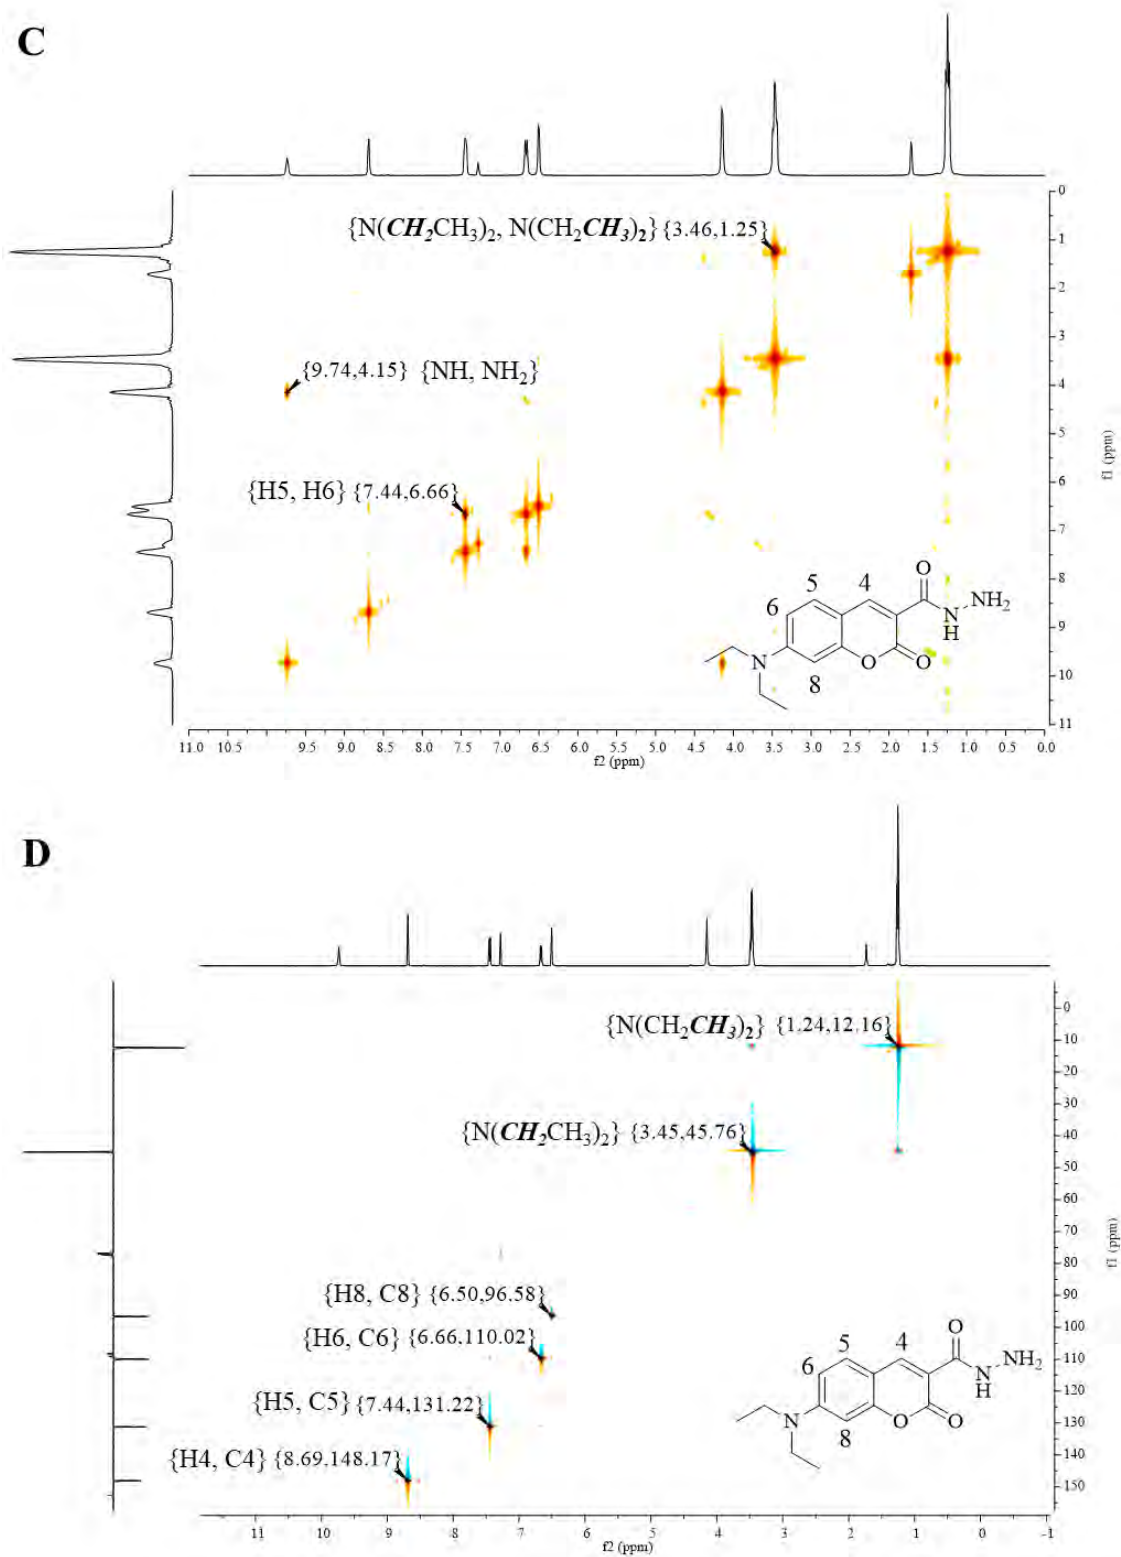 C
{N(CH2CH3)2, N(CH2CH3)2} {3.46,1.25}
{9.74,4.15} {NH, NH2}
{H5, H6} {7.44,6.66}
0
1
2
3
4
5
6
7
8
9
10
11
f1 (ppm)
5 4 O
6 NH2
N
H
N O O
8
11.0 10.5 9.0 8.5 8.0 7.5 7.0 6.5 6.0 5.5 5.0 4.5 4.0 3.5 3.0 2.5 2.0 1.5 1.0 0.0
f2 (ppm)
D
{N(CH2CH3)2} {1.24,12.16}
{N(CH2CH3)2} {3.45,45.76}
{H8, C8} {6.50,96.58}
{H6, C6} {6.66,110.02}
{H5, C5} {7.44,131.22}
{H4, C4} {8.69,148.17}
0
10
20
30
40
50
60
70
80
90
100
110
120
130
140
150
f1 (ppm)
5 4 O
6 NH2
N
H
N O O
8
11 10 9 8 7 6 5 4 3 2 1 0 -1
f2 (ppm)